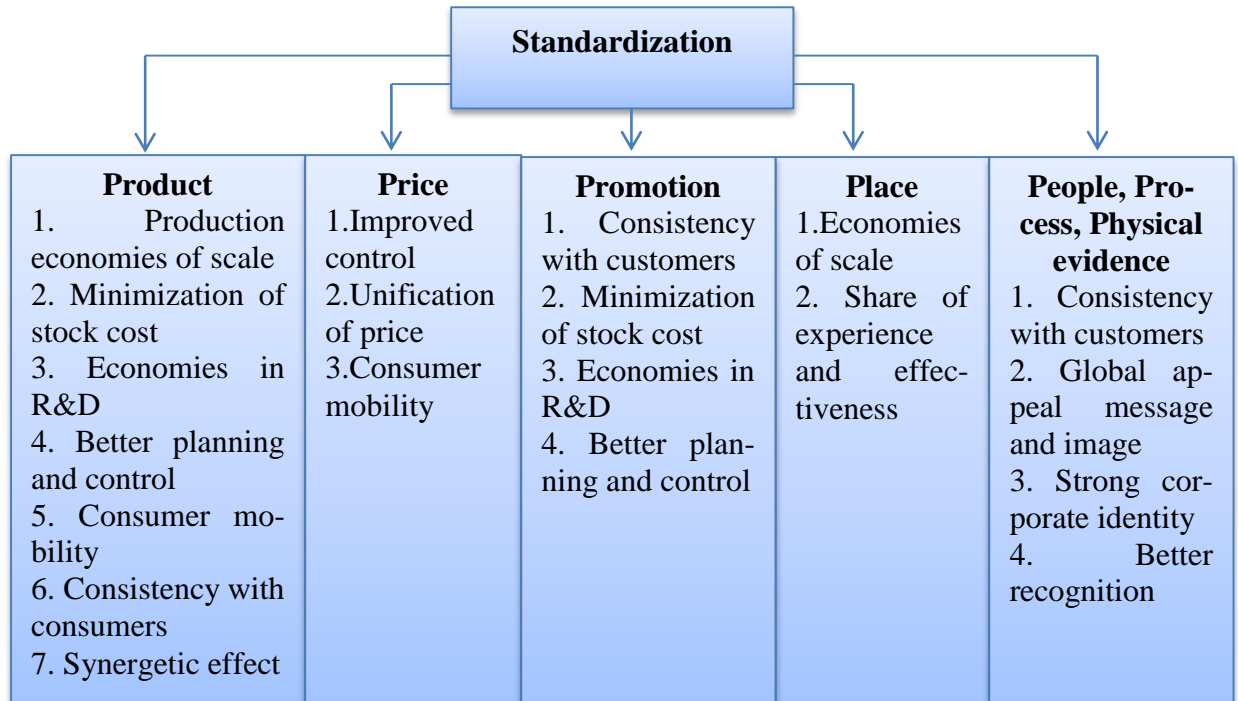 Standardization
Product
1. Production
economies of scale
2. Minimization of
stock cost
3. Economies in
R&D
4. Better planning
and control
5. Consumer mo-
bility
6. Consistency with
consumers
7. Synergetic effect
Price
1.Improved
control
2.Unification
of price
3.Consumer
mobility
Promotion
1. Consistency
with customers
2. Minimization
of stock cost
3. Economies in
R&D
4. Better plan-
ning and control
Place
1.Economies
of scale
2. Share of
experience
and effec-
tiveness
People, Pro-
cess, Physical
evidence
1. Consistency
with customers
2. Global ap-
peal message
and image
3. Strong cor-
porate identity
4. Better
recognition